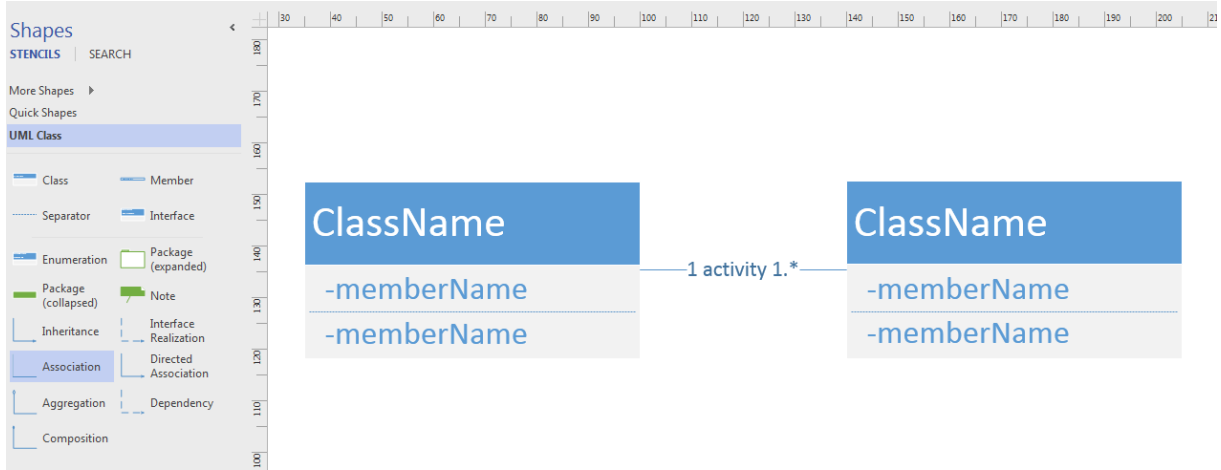 Shapes
STENCILS SEARCH
More Shapes
Quick Shapes
UML Class
Class Member
Separator Interface
Enumeration Package (expanded)
Package (collapsed) Note
Inheritance Interface Realization
Association Directed Association
Aggregation Dependency
Composition
30 40 50 60 70 80 90 100 110 120 130 140 150 160 170 180 190 200 21
180
170
160
150
140
130
120
110
100
ClassName
-memberName
-memberName
1 activity 1.*
ClassName
-memberName
-memberName